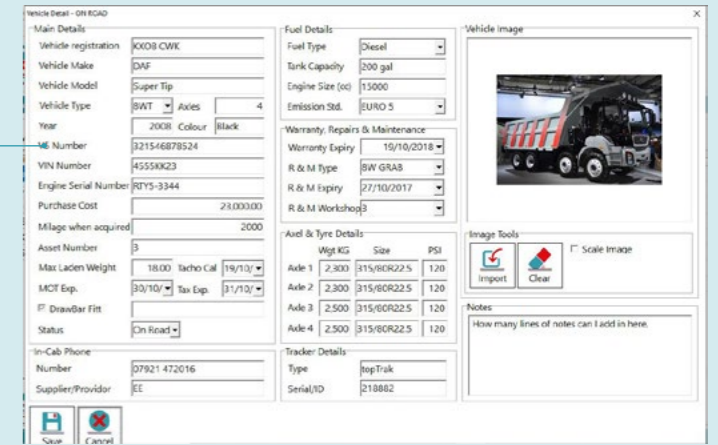 Vehicle Detail - ON ROAD
Main Details
Vehicle registration KX08 CWK
Vehicle Make DAF
Vehicle Model Super Tip
Vehicle Type 8WT Axles 4
Year 2008 Colour Black
Number 321546878524
VIN Number 4555KK23
Engine Serial Number RTY5-3344
Purchase Cost 23,000.00
Milage when acquired 2000
Asset Number 3
Max Laden Weight 18.00 Tacho Cal 19/10/
MOT Exp. 30/10/ Tax Exp. 31/10/
DrawBar Fitt
Status On Road
In-Cab Phone
Number 07921 472016
Supplier/Providor EE
Save Cancel
Fuel Details
Fuel Type Diesel
Tank Capacity 200 gal
Engine Size (cc) 15000
Emission Std. EURO 5
Warranty, Repairs & Maintenance
Warranty Expiry 19/10/2018
R & M Type 8W GRAB
R & M Expiry 27/10/2017
R & M Workshop 3
Axel & Tyre Details
Wgt KG Size PSI
Axle 1 2,300 315/80R22.5 120
Axle 2 2,300 315/80R22.5 120
Axle 3 2,500 315/80R22.5 120
Axle 4 2,500 315/80R22.5 120
Tracker Details
Type topTrak
Serial/ID 218882
Vehicle Image
Image Tools
Import Clear Scale Image
Notes
How many lines of notes can I add in here.